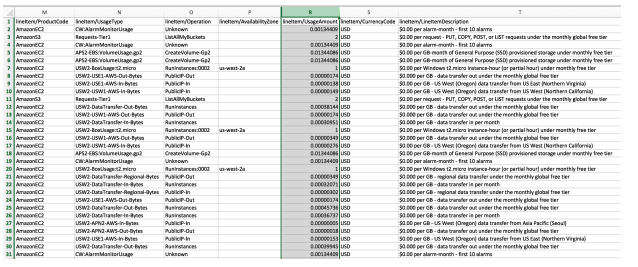 M N O P R S T
1 lineItem/ProductCode lineItem/UsageType lineItem/Operation lineItem/AvailabilityZone lineItem/UsageAmount lineItem/CurrencyCode lineItem/LineItemDescription
2 AmazonEC2 CW:AlarmMonitorUsage Unknown 0.00134409 USD $0.00 per alarm-month - first 10 alarms
3 AmazonS3 Requests-Tier1 ListAllMyBuckets 2 USD $0.00 per request - PUT, COPY, POST, or LIST requests under the monthly global free tier
4 AmazonEC2 CW:AlarmMonitorUsage Unknown 0.00134409 USD $0.00 per alarm-month - first 10 alarms
5 AmazonEC2 APS2-EBS:VolumeUsage.gp2 CreateVolume-Gp2 0.01344086 USD $0.00 per GB-month of General Purpose (SSD) provisioned storage under monthly free tier
6 AmazonEC2 APS2-EBS:VolumeUsage.gp2 CreateVolume-Gp2 0.01344086 USD $0.00 per GB-month of General Purpose (SSD) provisioned storage under monthly free tier
7 AmazonEC2 USW2-BoxUsage:t2.micro RunInstances:0002 us-west-2a 1 USD $0.00 per Windows t2.micro instance-hour (or partial hour) under monthly free tier
8 AmazonEC2 USW2-USE1-AWS-Out-Bytes PublicIP-Out 0.00000174 USD $0.000 per GB - data transfer out under the monthly global free tier
9 AmazonEC2 USW2-USE1-AWS-In-Bytes PublicIP-In 0.00000138 USD $0.000 per GB - US West (Oregon) data transfer from US East (Northern Virginia)
10 AmazonEC2 USW2-USW1-AWS-In-Bytes PublicIP-In 0.00000149 USD $0.000 per GB - US West (Oregon) data transfer from US West (Northern California)
11 AmazonS3 Requests-Tier1 ListAllMyBuckets 2 USD $0.00 per request - PUT, COPY, POST, or LIST requests under the monthly global free tier
12 AmazonEC2 USW2-DataTransfer-Out-Bytes RunInstances 0.00038144 USD $0.000 per GB - data transfer out under the monthly global free tier
13 AmazonEC2 USW2-USW1-AWS-Out-Bytes PublicIP-Out 0.00000174 USD $0.000 per GB - data transfer out under the monthly global free tier
14 AmazonEC2 USW2-DataTransfer-In-Bytes RunInstances 0.00030951 USD $0.000 per GB - data transfer in per month
15 AmazonEC2 USW2-BoxUsage:t2.micro RunInstances:0002 us-west-2a 1 USD $0.00 per Windows t2.micro instance-hour (or partial hour) under monthly free tier
16 AmazonEC2 USW2-USW1-AWS-Out-Bytes PublicIP-Out 0.00000349 USD $0.000 per GB - data transfer out under the monthly global free tier
17 AmazonEC2 USW2-USW1-AWS-In-Bytes PublicIP-In 0.00000276 USD $0.000 per GB - US West (Oregon) data transfer from US West (Northern California)
18 AmazonEC2 APS2-EBS:VolumeUsage.gp2 CreateVolume-Gp2 0.01344086 USD $0.00 per GB-month of General Purpose (SSD) provisioned storage under monthly free tier
19 AmazonEC2 CW:AlarmMonitorUsage Unknown 0.00134409 USD $0.00 per alarm-month - first 10 alarms
20 AmazonEC2 USW2-BoxUsage:t2.micro RunInstances:0002 us-west-2a 1 USD $0.00 per Windows t2.micro instance-hour (or partial hour) under monthly free tier
21 AmazonEC2 USW2-DataTransfer-Regional-Bytes PublicIP-Out 0.00000349 USD $0.000 per GB - regional data transfer under the monthly global free tier
22 AmazonEC2 USW2-DataTransfer-In-Bytes RunInstances 0.00032071 USD $0.000 per GB - data transfer in per month
23 AmazonEC2 USW2-DataTransfer-Regional-Bytes PublicIP-In 0.00000302 USD $0.000 per GB - regional data transfer under the monthly global free tier
24 AmazonEC2 USW2-USE1-AWS-Out-Bytes PublicIP-Out 0.00000174 USD $0.000 per GB - data transfer out under the monthly global free tier
25 AmazonEC2 USW2-DataTransfer-Out-Bytes RunInstances 0.00045736 USD $0.000 per GB - data transfer out under the monthly global free tier
26 AmazonEC2 USW2-DataTransfer-In-Bytes RunInstances 0.00036737 USD $0.000 per GB - data transfer in per month
27 AmazonEC2 USW2-APN2-AWS-In-Bytes PublicIP-In 0.00000005 USD $0.000 per GB - US West (Oregon) data transfer from Asia Pacific (Seoul)
28 AmazonEC2 USW2-APN2-AWS-Out-Bytes PublicIP-Out 0.00000018 USD $0.000 per GB - data transfer out under the monthly global free tier
29 AmazonEC2 USW2-USE1-AWS-In-Bytes PublicIP-In 0.00000153 USD $0.000 per GB - US West (Oregon) data transfer from US East (Northern Virginia)
30 AmazonEC2 USW2-DataTransfer-Out-Bytes RunInstances 0.00039945 USD $0.000 per GB - data transfer out under the monthly global free tier
31 AmazonEC2 CW:AlarmMonitorUsage Unknown 0.00134409 USD $0.00 per alarm-month - first 10 alarms